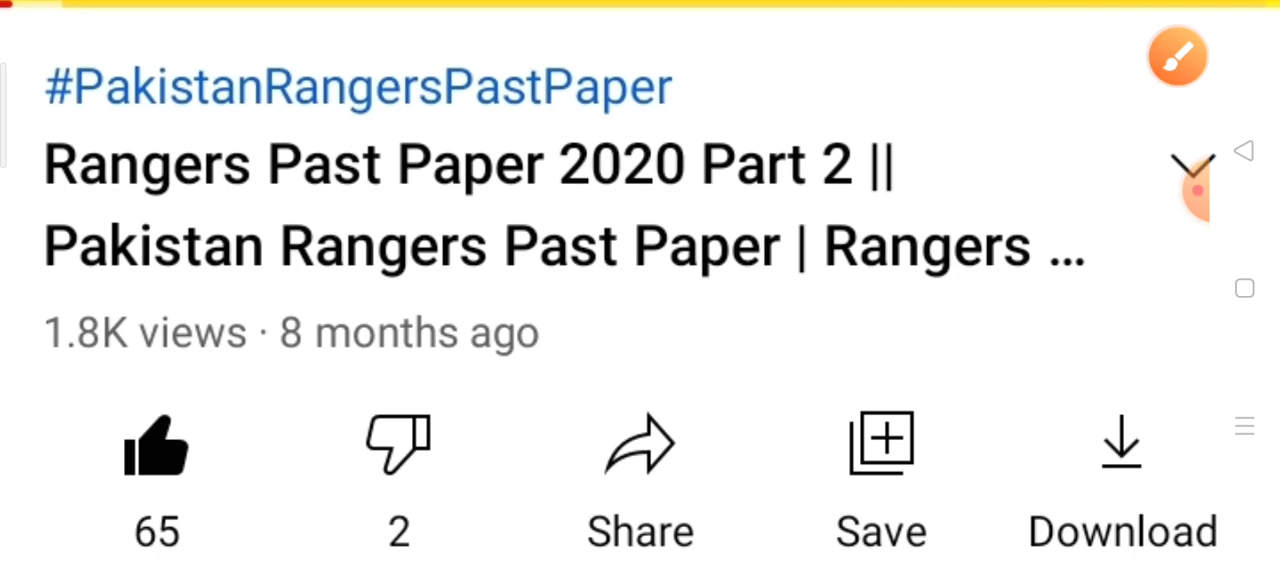 #PakistanRangersPastPaper
Rangers Past Paper 2020 Part 2 ||
Pakistan Rangers Past Paper | Rangers ...
1.8K views · 8 months ago
65
2
Share
Save
Download